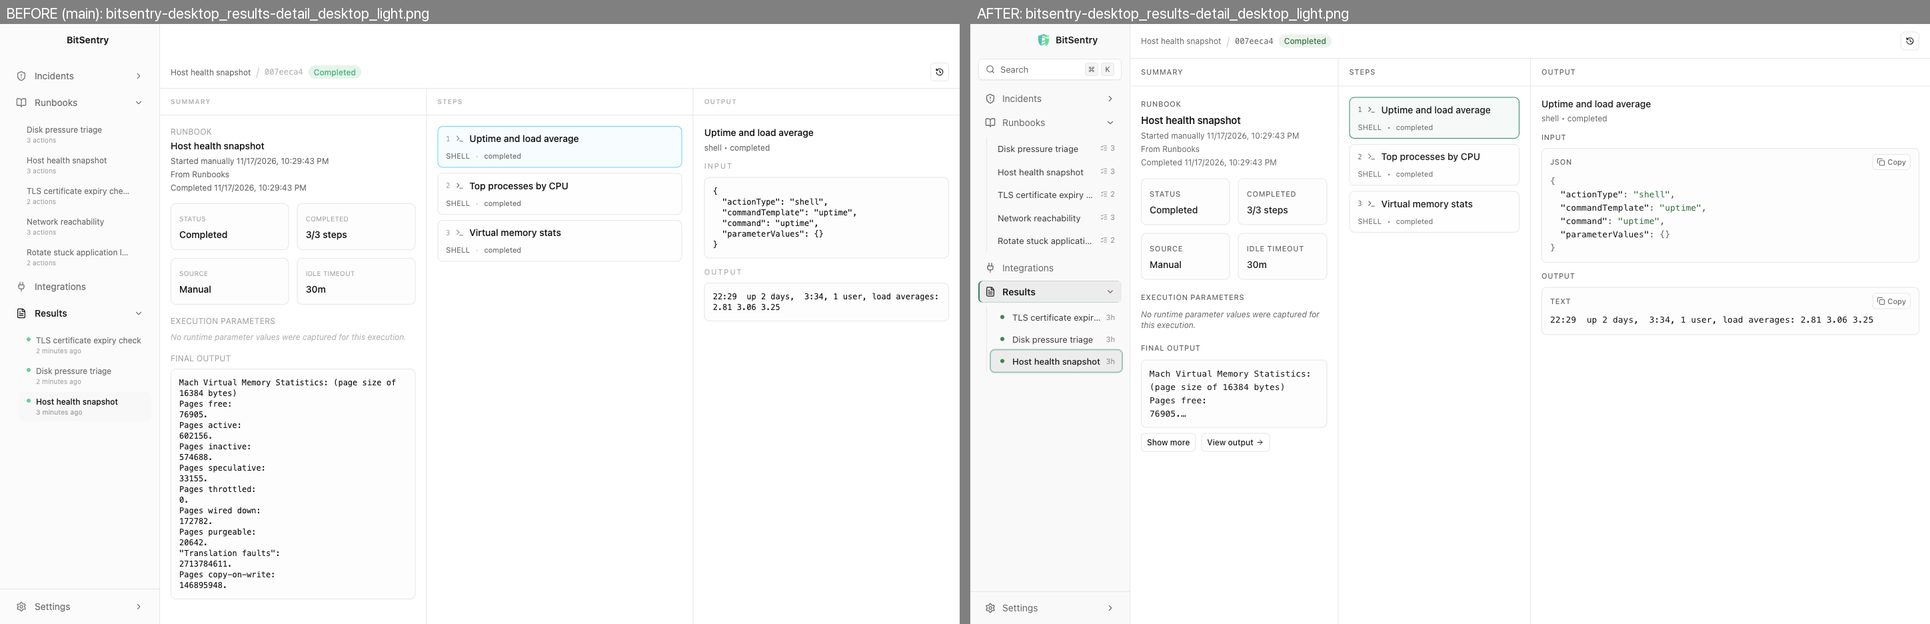 BEFORE (main): bitsentry-desktop_results-detail_desktop_light.png
BitSentry
Incidents
Runbooks
Disk pressure triage
3 actions
Host health snapshot
3 actions
TLS certificate expiry che...
2 actions
Network reachability
3 actions
Rotate stuck application l...
2 actions
Integrations
Results
TLS certificate expiry check
2 minutes ago
Disk pressure triage
2 minutes ago
Host health snapshot
3 minutes ago
Settings
Host health snapshot / 007eeca4 Completed
SUMMARY
RUNBOOK
Host health snapshot
Started manually 11/17/2026, 10:29:43 PM
From Runbooks
Completed 11/17/2026, 10:29:43 PM
STATUS
Completed
COMPLETED
3/3 steps
SOURCE
Manual
IDLE TIMEOUT
30m
EXECUTION PARAMETERS
No runtime parameter values were captured for this execution.
FINAL OUTPUT
Mach Virtual Memory Statistics: (page size of
16384 bytes)
Pages free:
76905.
Pages active:
602156.
Pages inactive:
574688.
Pages speculative:
33155.
Pages throttled:
0.
Pages wired down:
172782.
Pages purgeable:
20642.
"Translation faults":
2713784611.
Pages copy-on-write:
146895948.
STEPS
1 >_ Uptime and load average
SHELL • completed
2 >_ Top processes by CPU
SHELL • completed
3 >_ Virtual memory stats
SHELL • completed
OUTPUT
Uptime and load average
shell • completed
INPUT
{
"actionType": "shell",
"commandTemplate": "uptime",
"command": "uptime",
"parameterValues": {}
}
OUTPUT
22:29  up 2 days,  3:34, 1 user, load averages:
2.81 3.06 3.25
AFTER: bitsentry-desktop_results-detail_desktop_light.png
BitSentry
Search ⌘ K
Incidents
Runbooks
Disk pressure triage 3
Host health snapshot 3
TLS certificate expiry ... 2
Network reachability 3
Rotate stuck applicati... 2
Integrations
Results
TLS certificate expir... 3h
Disk pressure triage 3h
Host health snapshot 3h
Settings
Host health snapshot / 007eeca4 Completed
SUMMARY
RUNBOOK
Host health snapshot
Started manually 11/17/2026, 10:29:43 PM
From Runbooks
Completed 11/17/2026, 10:29:43 PM
STATUS
Completed
COMPLETED
3/3 steps
SOURCE
Manual
IDLE TIMEOUT
30m
EXECUTION PARAMETERS
No runtime parameter values were captured for
this execution.
FINAL OUTPUT
Mach Virtual Memory Statistics:
(page size of 16384 bytes)
Pages free:
76905.…
Show more
View output →
STEPS
1 >_ Uptime and load average
SHELL • completed
2 >_ Top processes by CPU
SHELL • completed
3 >_ Virtual memory stats
SHELL • completed
OUTPUT
Uptime and load average
shell • completed
INPUT
JSON
Copy
{
"actionType": "shell",
"commandTemplate": "uptime",
"command": "uptime",
"parameterValues": {}
}
OUTPUT
TEXT
Copy
22:29  up 2 days,  3:34, 1 user, load averages: 2.81 3.06 3.25